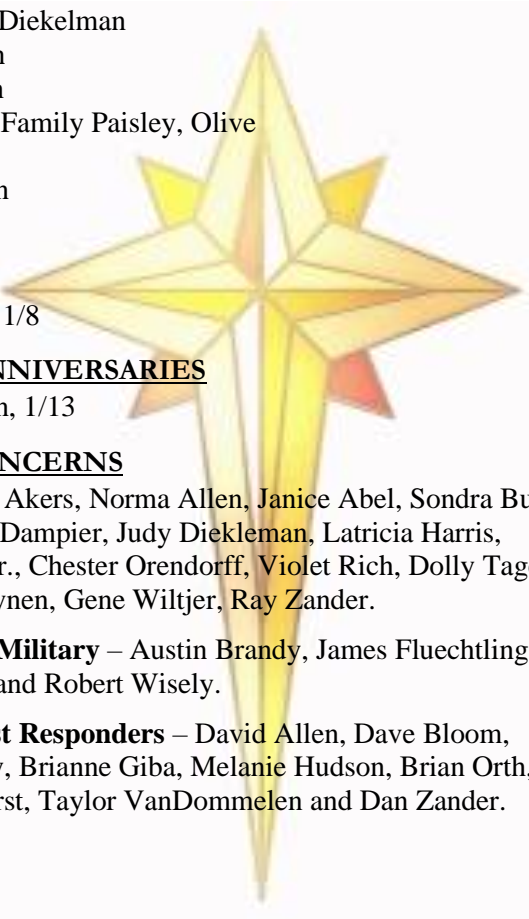 Diekelman
Family Paisley, Olive
1/8
NNIVERSARIES
1/13
NCERNS
Akers, Norma Allen, Janice Abel, Sondra Bu
Dampier, Judy Diekleman, Latricia Harris,
r., Chester Orendorff, Violet Rich, Dolly Tage
ynen, Gene Wiltjer, Ray Zander.
Military – Austin Brandy, James Fluechtling
and Robert Wisely.
st Responders – David Allen, Dave Bloom,
y, Brianne Giba, Melanie Hudson, Brian Orth,
rst, Taylor VanDommelen and Dan Zander.